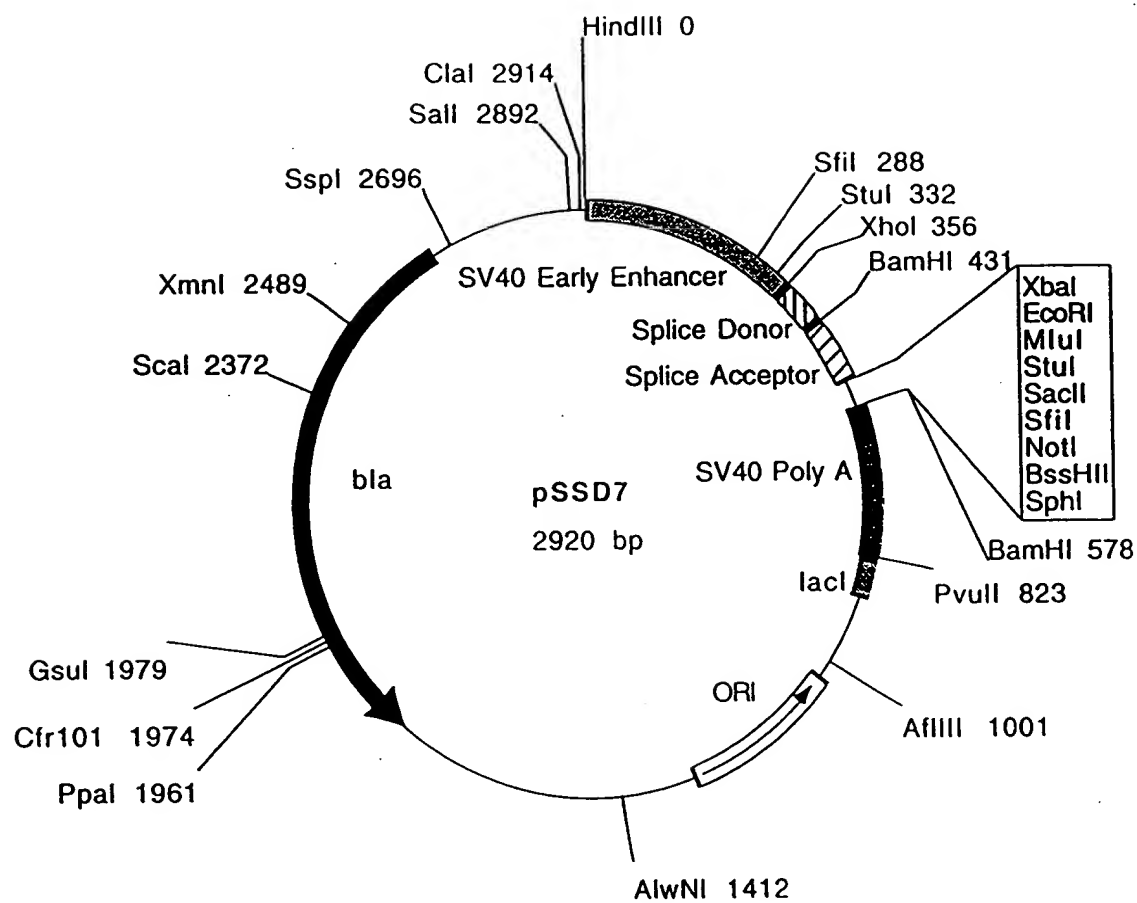 HindIII 0
ClaI 2914
SalI 2892
SspI 2696
XmnI 2489
ScaI 2372
SfiI 288
StuI 332
XhoI 356
BamHI 431
SV40 Early Enhancer
Splice Donor
Splice Acceptor
XbaI
EcoRI
MluI
StuI
SacII
SfiI
NotI
BssHII
SphI
bla
pSSD7
2920 bp
SV40 Poly A
BamHI 578
lacI
PvuII 823
GsuI 1979
Cfr101 1974
PpaI 1961
ORI
AflIII 1001
AlwNI 1412